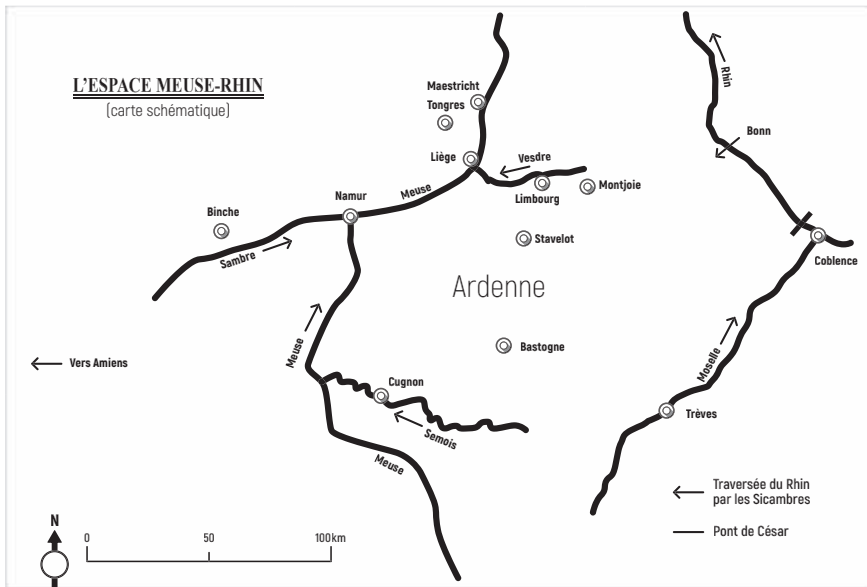 L'ESPACE MEUSE-RHIN
(carte schématique)
Maestricht
Tongres
Liège
Vesdre
Limbourg
Montjoie
Rhin
Bonn
Meuse
Namur
Binche
Sambre
Stavelot
Coblence
Ardenne
Meuse
Bastogne
Moselle
Vers Amiens
Cugnon
Semois
Trèves
Meuse
Traversée du Rhin
par les Sicambres
Pont de César
N
0 50 100km